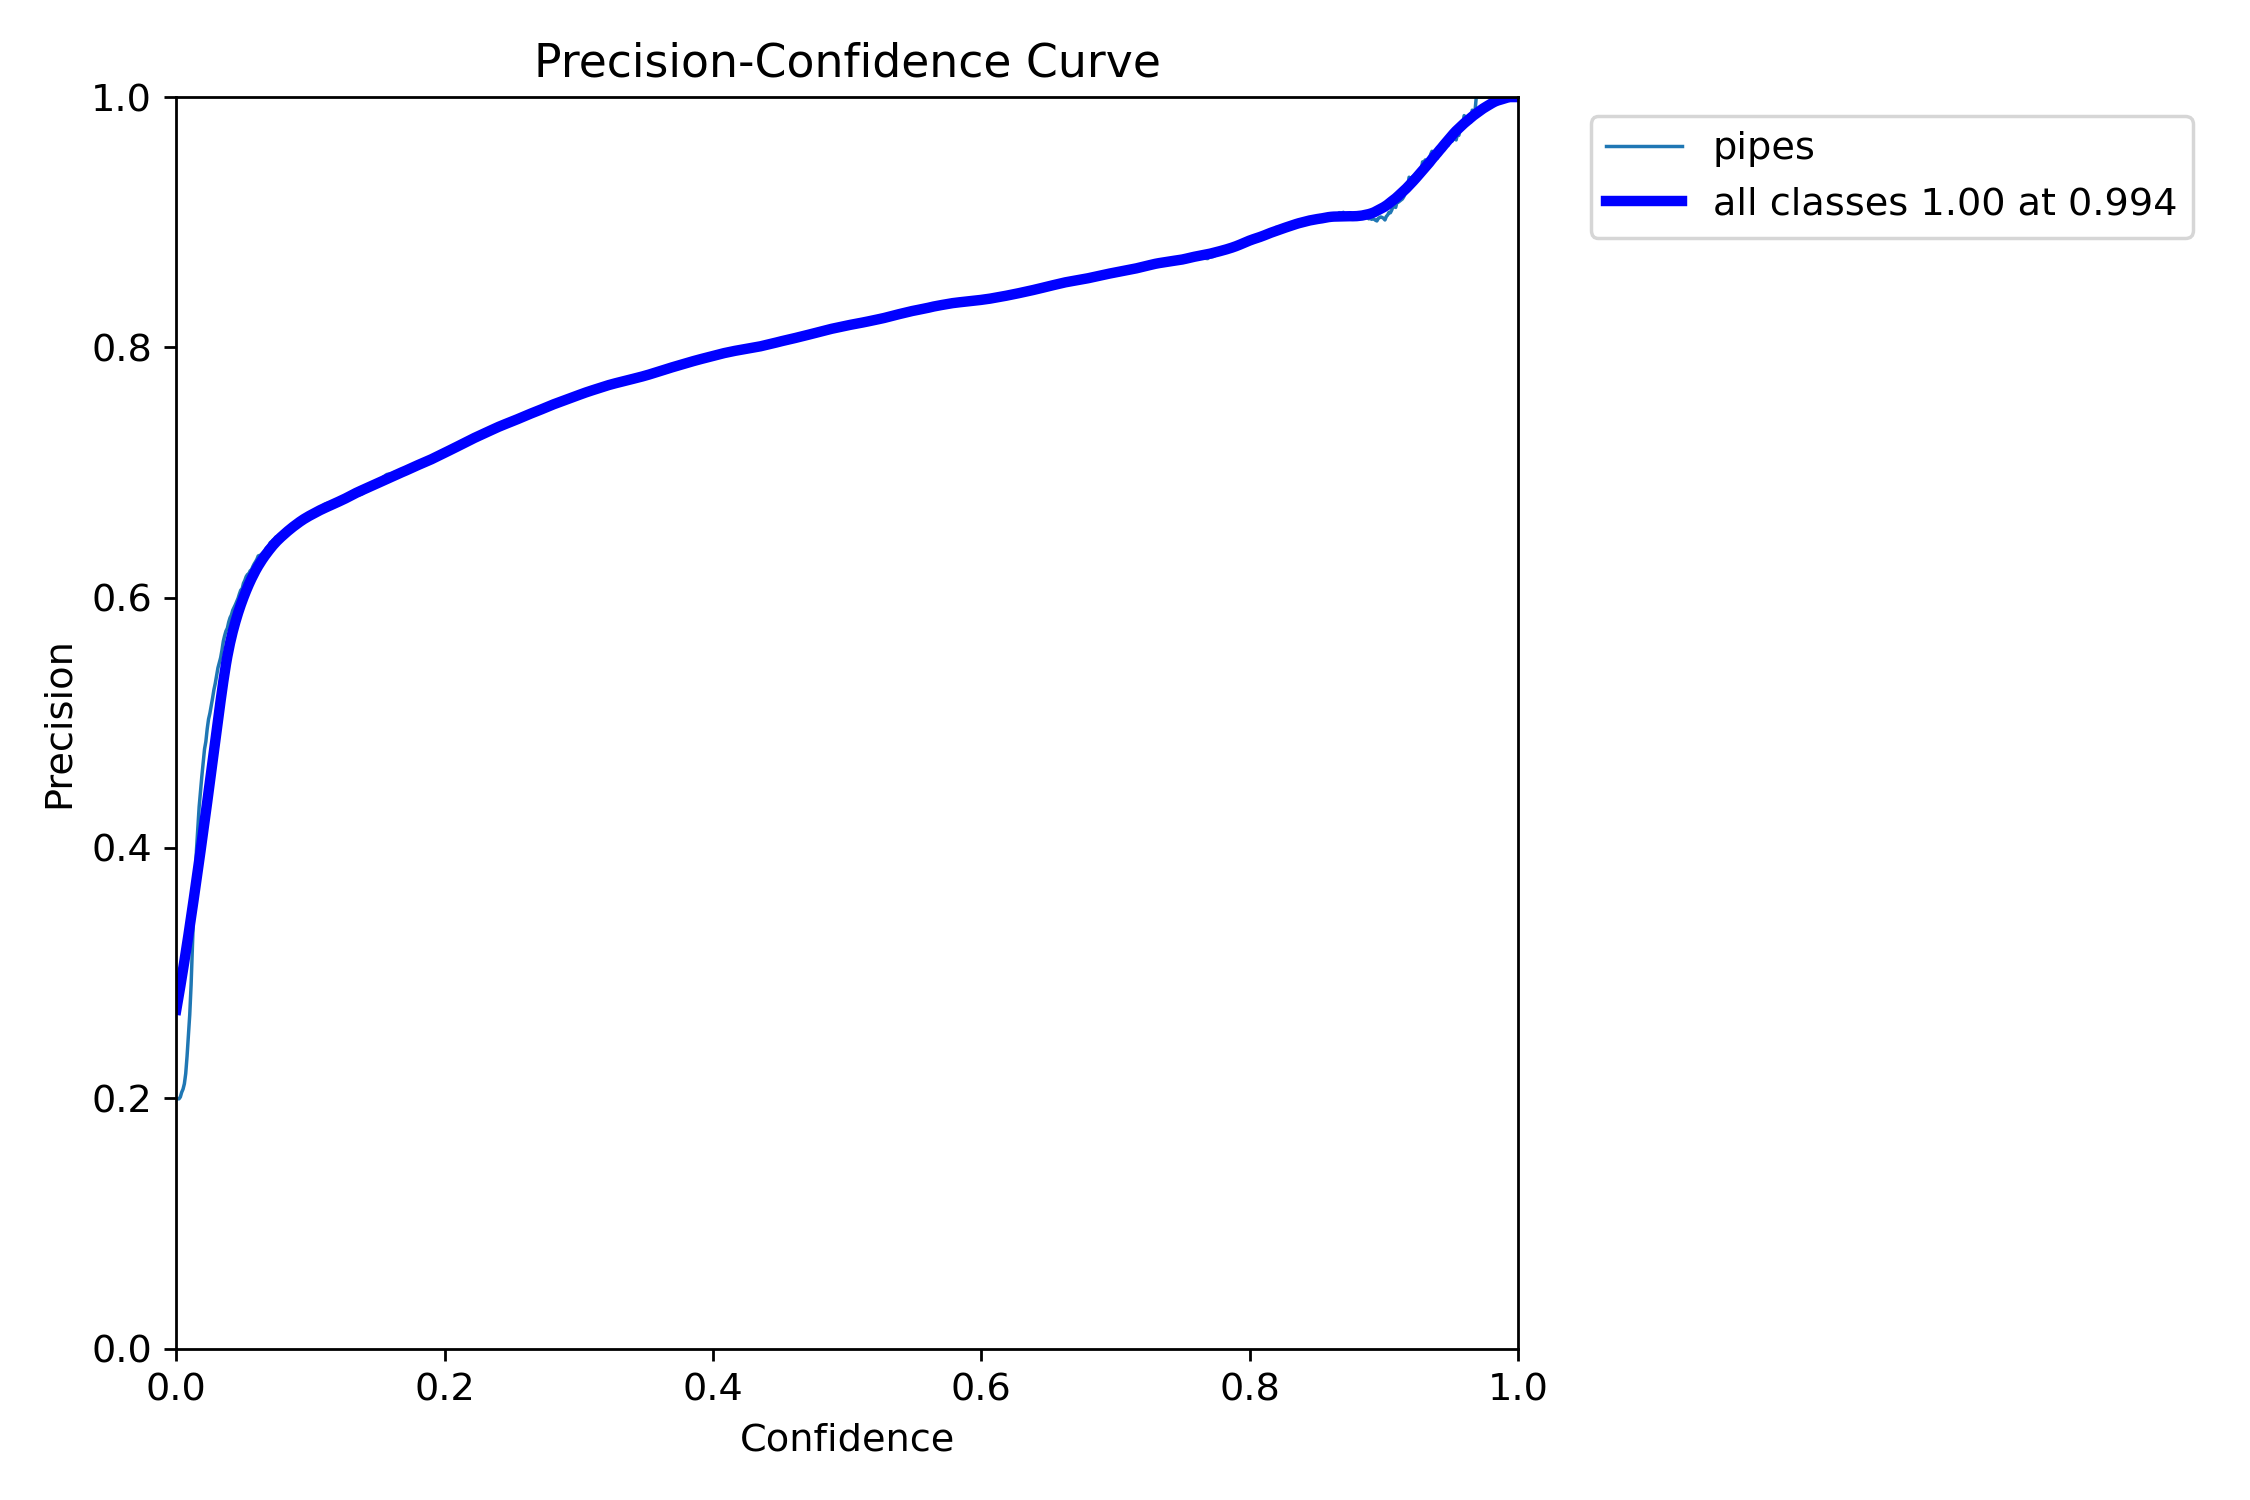 Precision-Confidence Curve
1.0
0.8
0.6
0.4
0.2
0.0
Precision
0.0 0.2 0.4 0.6 0.8 1.0
Confidence
pipes
all classes 1.00 at 0.994